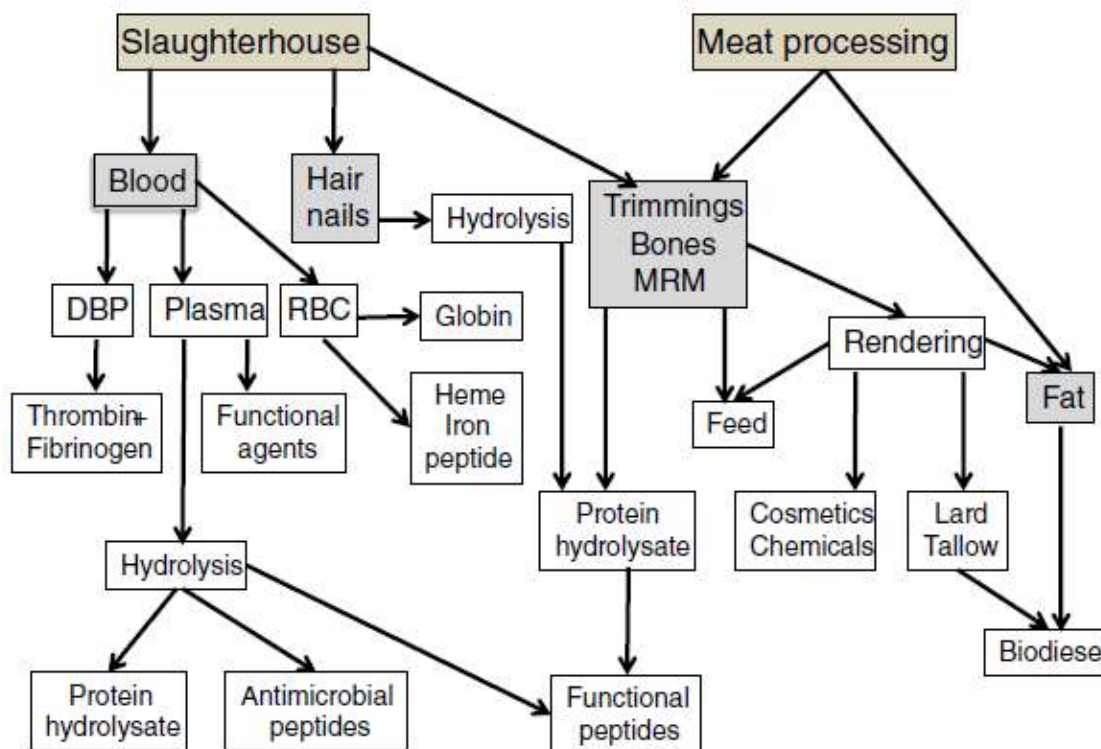 Slaughterhouse
Meat processing
Blood
Hair
nails
Hydrolysis
Trimmings
Bones
MRM
DBP
Plasma
RBC
Globin
Rendering
Thrombin+
Fibrinogen
Functional
agents
Heme
Iron
peptide
Feed
Fat
Protein
hydrolysate
Cosmetics
Chemicals
Lard
Tallow
Hydrolysis
Biodiese
Protein
hydrolysate
Antimicrobial
peptides
Functional
peptides